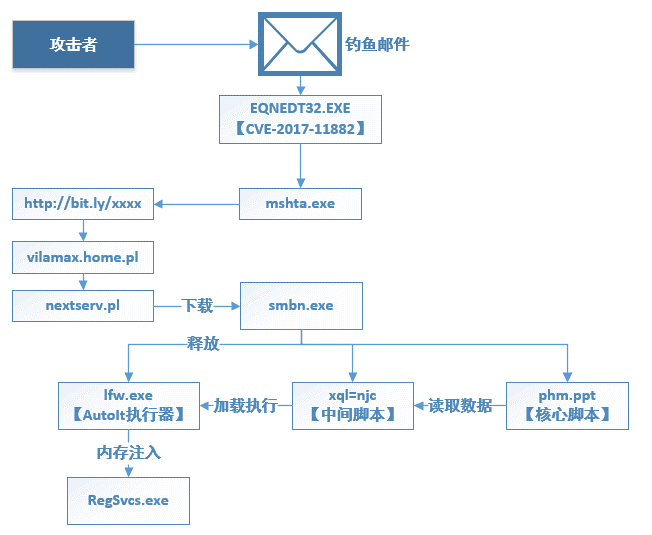 攻击者
钓鱼邮件
EQNEDT32.EXE
【CVE-2017-11882】
http://bit.ly/xxxx
mshta.exe
vilamax.home.pl
nextserv.pl
下载
smbn.exe
释放
lfw.exe
【AutoIt执行器】
加载执行
xql=njc
【中间脚本】
读取数据
phm.ppt
【核心脚本】
内存注入
RegSvcs.exe